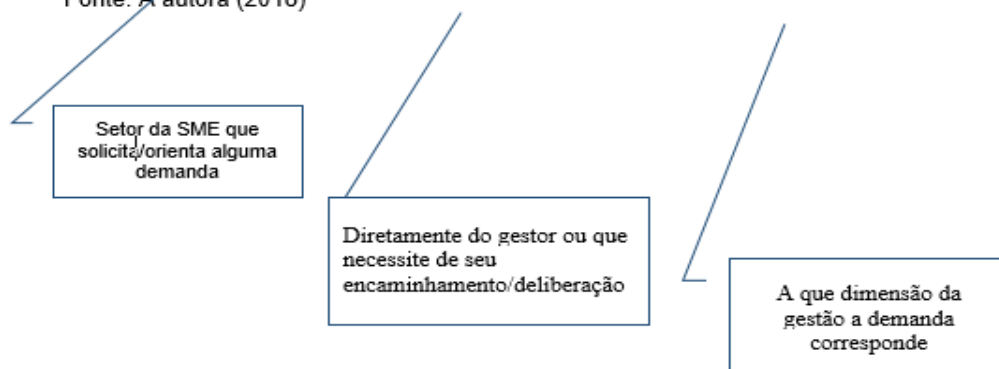 Fonte: A autora (2018)
Setor da SME que
solicita/orienta alguma
demanda
Diretamente do gestor ou que
necessite de seu
encaminhamento/deliberação
A que dimensão da
gestão a demanda
corresponde